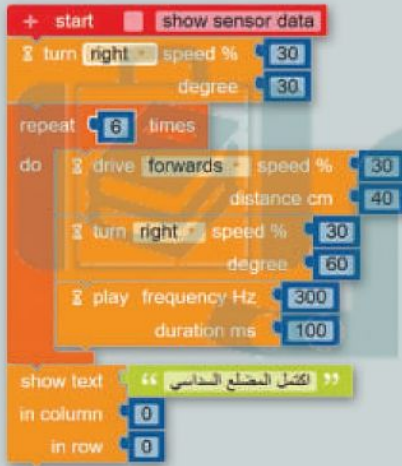 + start show sensor data
turn right speed % 30
degree 30
repeat 6 times
do drive forwards speed % 30
distance cm 40
turn right speed % 30
degree 60
play frequency Hz 300
duration ms 100
show text “ اكتمل المضلع السداسي ”
in column 0
in row 0